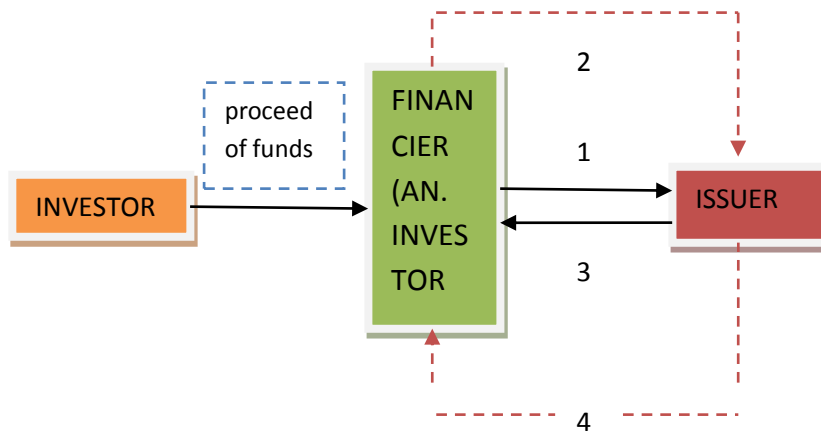 proceed
of funds
INVESTOR
FINAN
CIER
(AN.
INVES
TOR
2
1
3
4
ISSUER